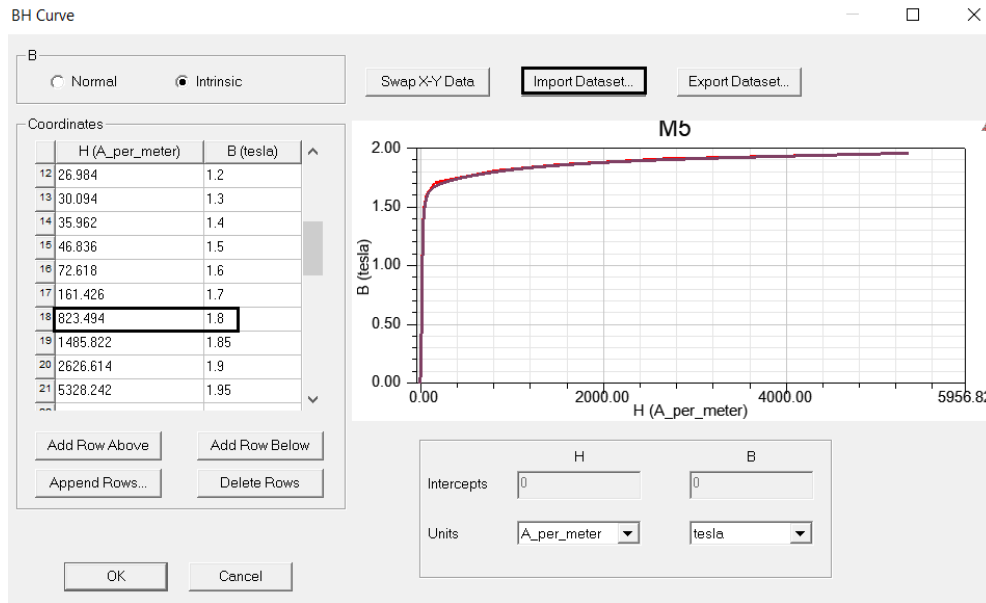 BH Curve
B
Normal
Intrinsic
Swap X-Y Data
Import Dataset...
Export Dataset...
Coordinates
H (A_per_meter) B (tesla)
12 26.984 1.2
13 30.094 1.3
14 35.962 1.4
15 46.836 1.5
16 72.618 1.6
17 161.426 1.7
18 823.494 1.8
19 1485.822 1.85
20 2626.614 1.9
21 5328.242 1.95
Add Row Above
Add Row Below
Append Rows...
Delete Rows
M5
2.00
1.50
1.00
0.50
0.00
B (tesla)
0.00 2000.00 4000.00 5956.82
H (A_per_meter)
H B
Intercepts 0 0
Units A_per_meter tesla
OK
Cancel